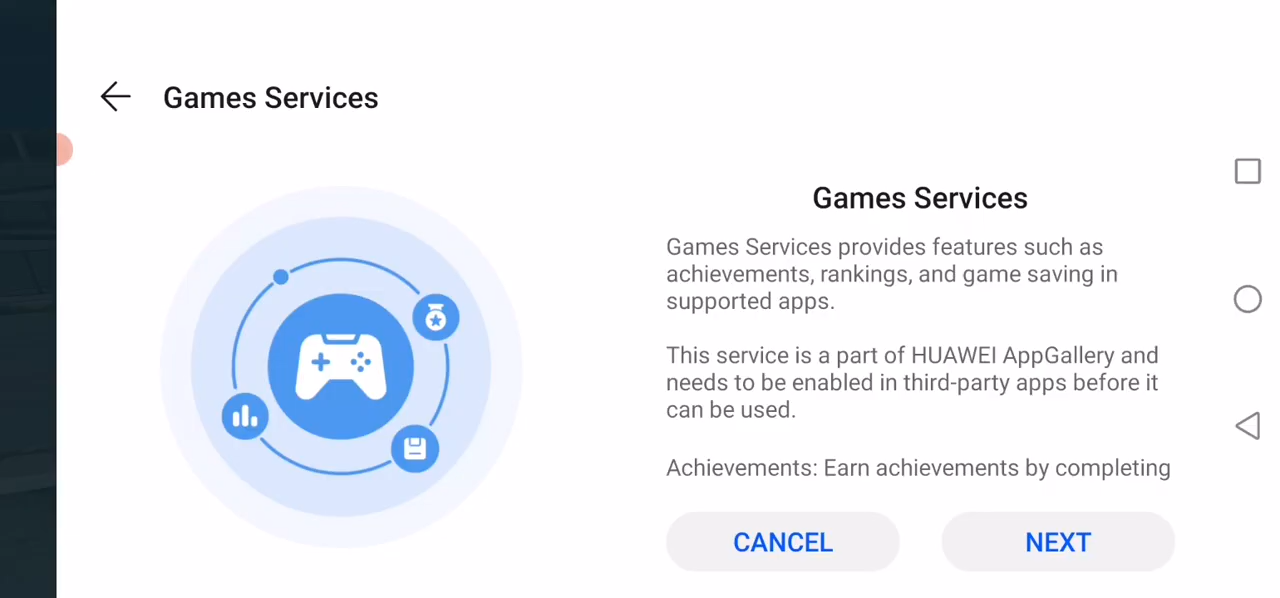 Games Services
Games Services
Games Services provides features such as
achievements, rankings, and game saving in
supported apps.
This service is a part of HUAWEI AppGallery and
needs to be enabled in third-party apps before it
can be used.
Achievements: Earn achievements by completing
CANCEL
NEXT